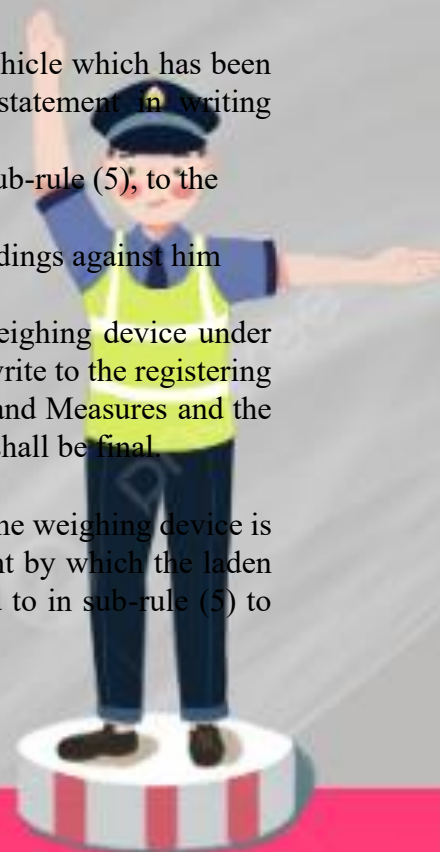 hicle which has been
statement in writing
ub-rule (5), to the
dings against him
eighing device under
write to the registering
and Measures and the
shall be final.
he weighing device is
nt by which the laden
to in sub-rule (5) to